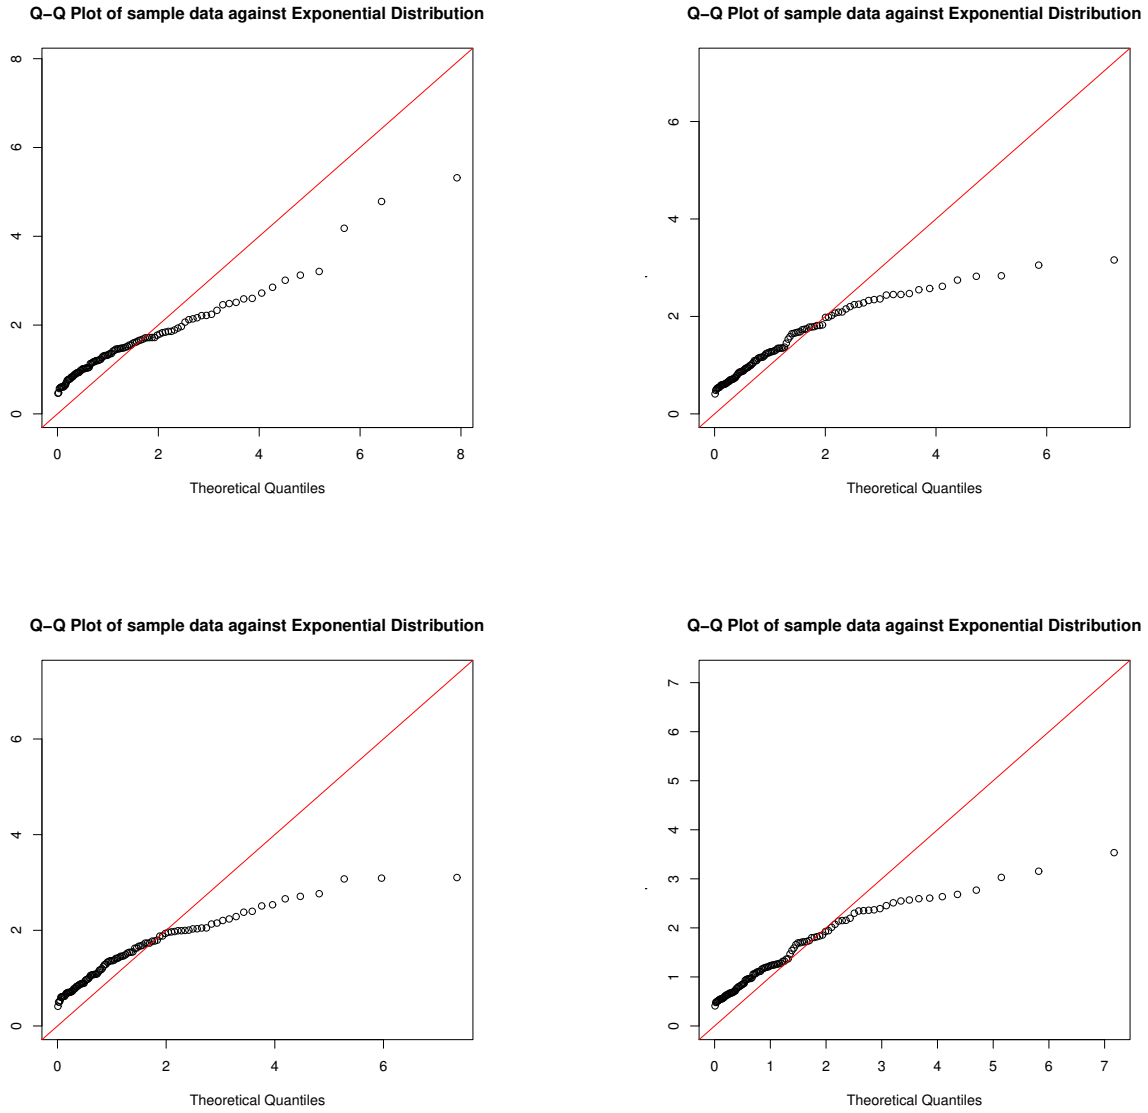 Q−Q Plot of sample data against Exponential Distribution
8
6
4
2
0
0 2 4 6 8
Theoretical Quantiles
Q−Q Plot of sample data against Exponential Distribution
6
4
2
0
0 2 4 6
Theoretical Quantiles
Q−Q Plot of sample data against Exponential Distribution
6
4
2
0
0 2 4 6
Theoretical Quantiles
Q−Q Plot of sample data against Exponential Distribution
7
6
5
4
3
2
1
0
0 1 2 3 4 5 6 7
Theoretical Quantiles